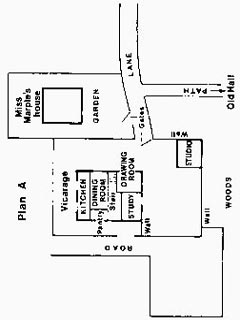 Plan A
Miss
Marple's
house
GARDEN
LANE
PATH
Old Hall
Gates
Wall
STUDIO
Vicarage
KITCHEN
DINING
ROOM
DRAWING
ROOM
Pantry
Stairs
STUDY
Wall
Wall
WOODS
ROAD